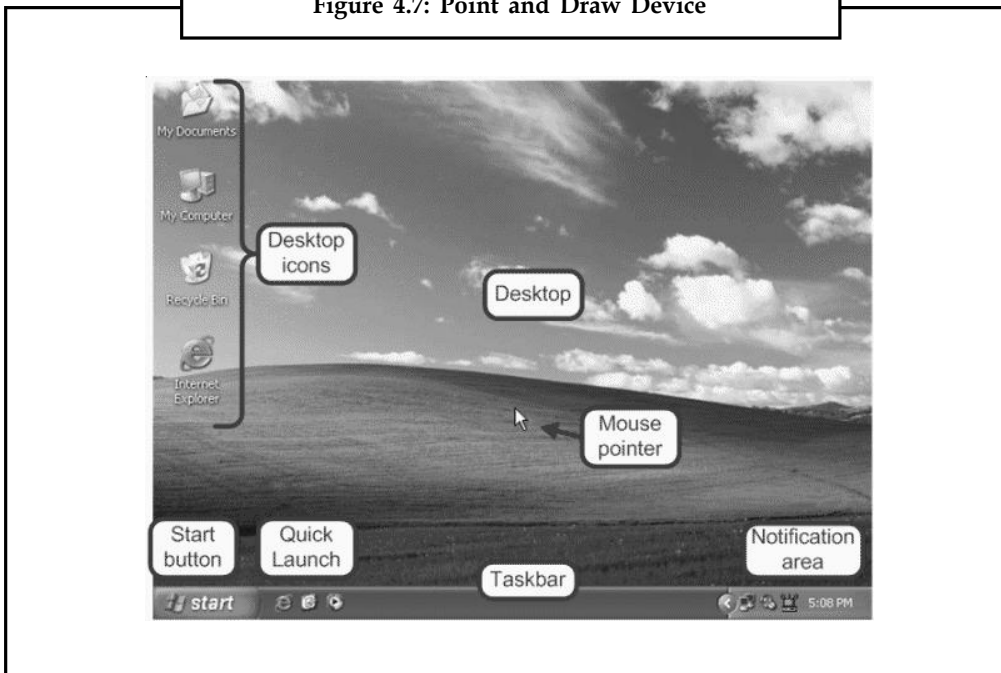 Figure 4.7: Point and Draw Device
My Documents
My Computer
Desktop
icons
Recycle Bin
Desktop
Internet
Explorer
Mouse
pointer
Start
button
Quick
Launch
Notification
area
Taskbar
start
5:08 PM